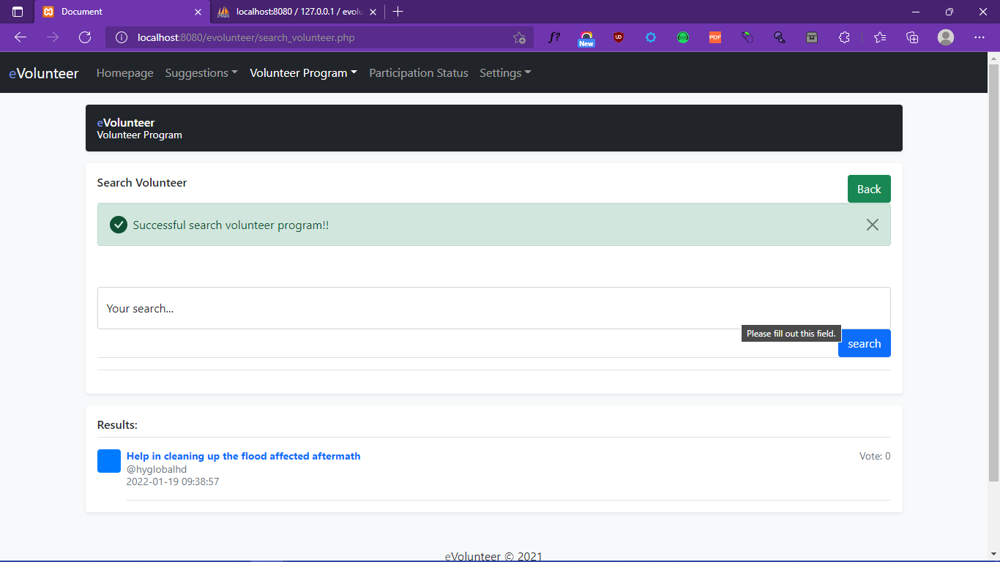 Document
localhost:8080 / 127.0.0.1 / evolu
localhost:8080/evolunteer/search_volunteer.php
f?
New
UD
PDF
eVolunteer
Homepage
Suggestions
Volunteer Program
Participation Status
Settings
eVolunteer
Volunteer Program
Search Volunteer
Back
Successful search volunteer program!!
Your search...
Please fill out this field.
search
Results:
Help in cleaning up the flood affected aftermath
Vote: 0
@hyglobalhd
2022-01-19 09:38:57
eVolunteer © 2021